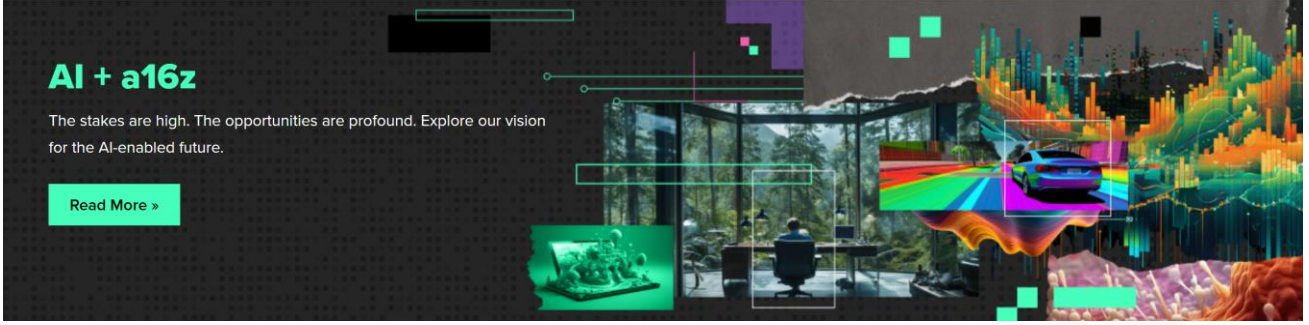 AI + a16z
The stakes are high. The opportunities are profound. Explore our vision
for the AI-enabled future.
Read More »